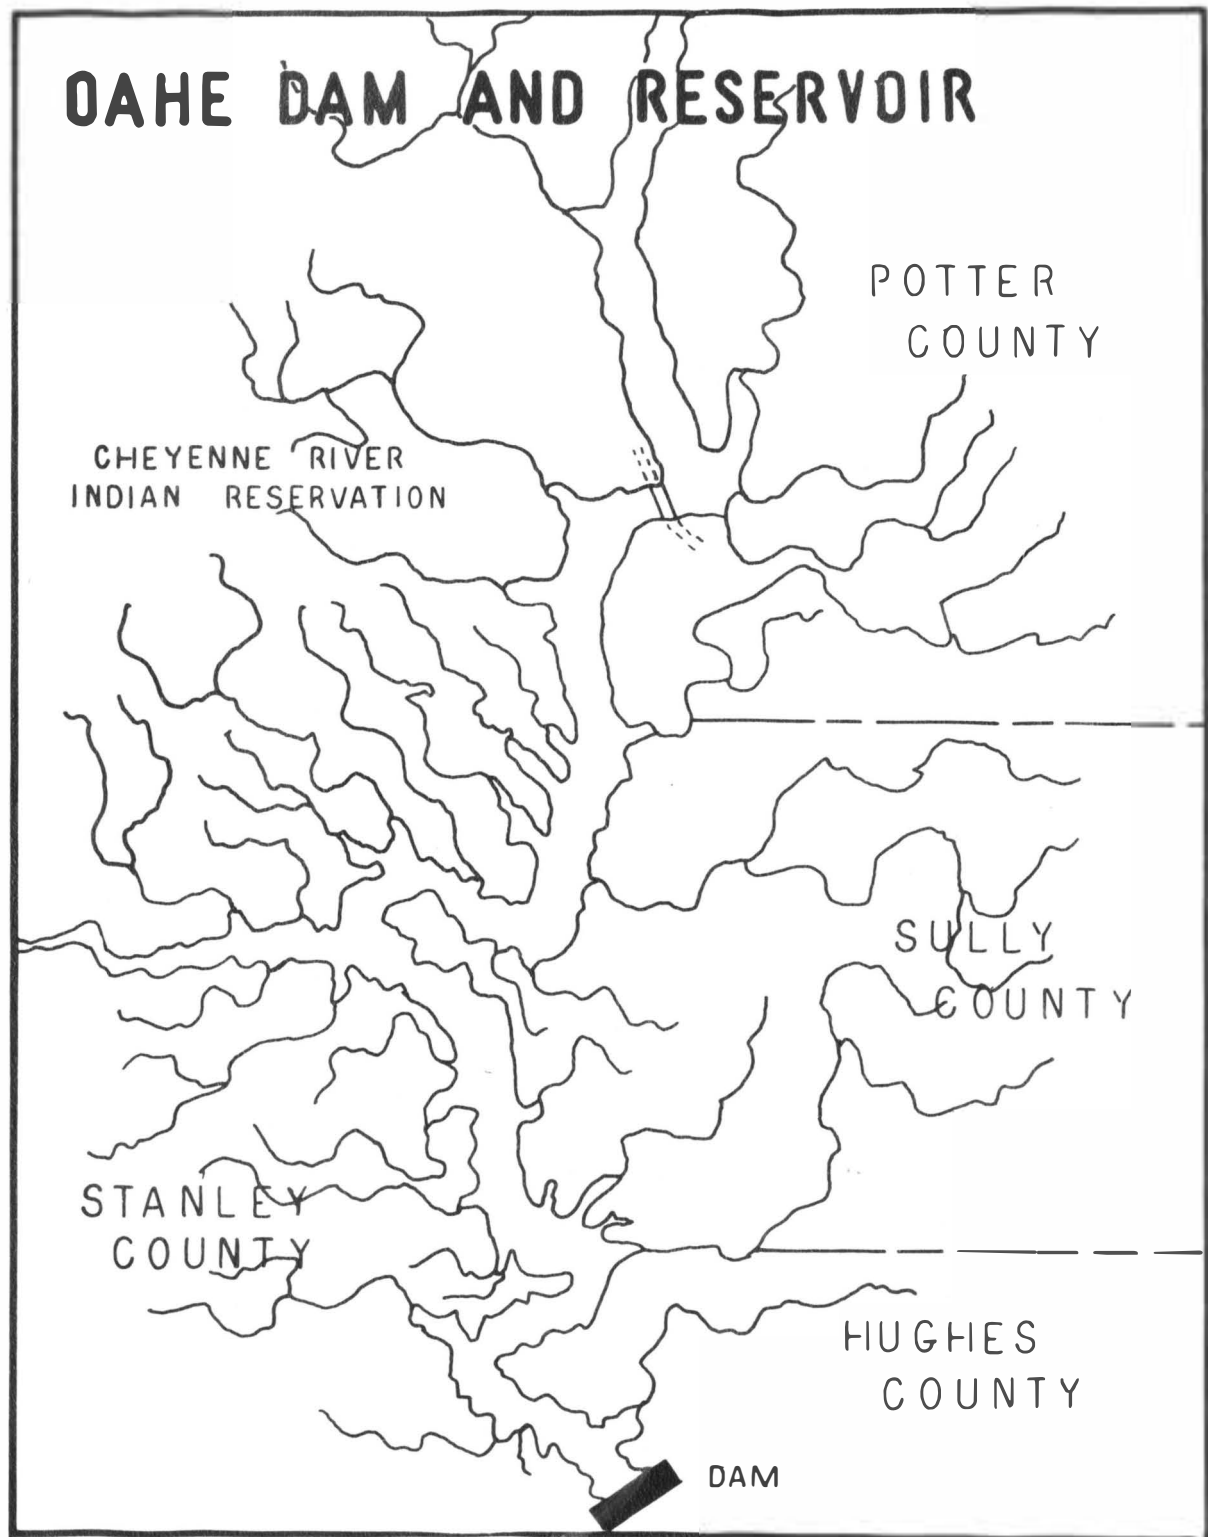 OAHE DAM AND RESERVOIR
POTTER
COUNTY
CHEYENNE RIVER
INDIAN RESERVATION
SULLY
COUNTY
STANLEY
COUNTY
HUGHES
COUNTY
DAM